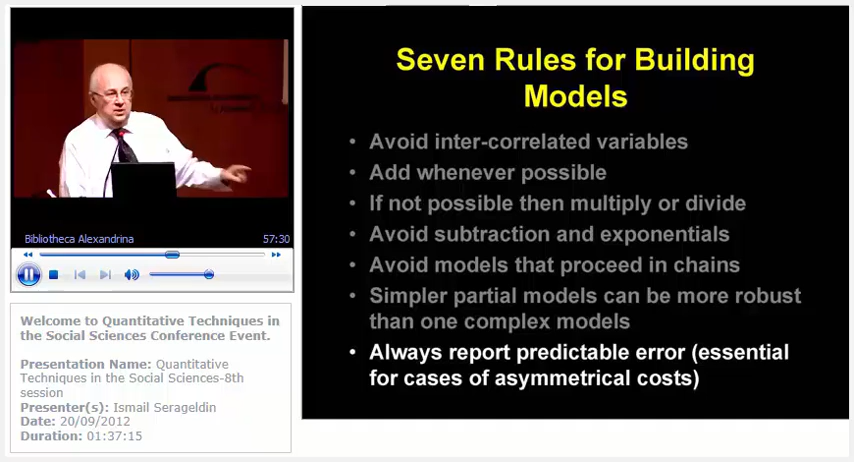 Seven Rules for Building
Models
• Avoid inter-correlated variables
• Add whenever possible
• If not possible then multiply or divide
• Avoid subtraction and exponentials
• Avoid models that proceed in chains
• Simpler partial models can be more robust
than one complex models
• Always report predictable error (essential
for cases of asymmetrical costs)
Bibliotheca Alexandrina 57:30
Welcome to Quantitative Techniques in
the Social Sciences Conference Event.
Presentation Name: Quantitative
Techniques in the Social Sciences-8th
session
Presenter(s): Ismail Serageldin
Date: 20/09/2012
Duration: 01:37:15